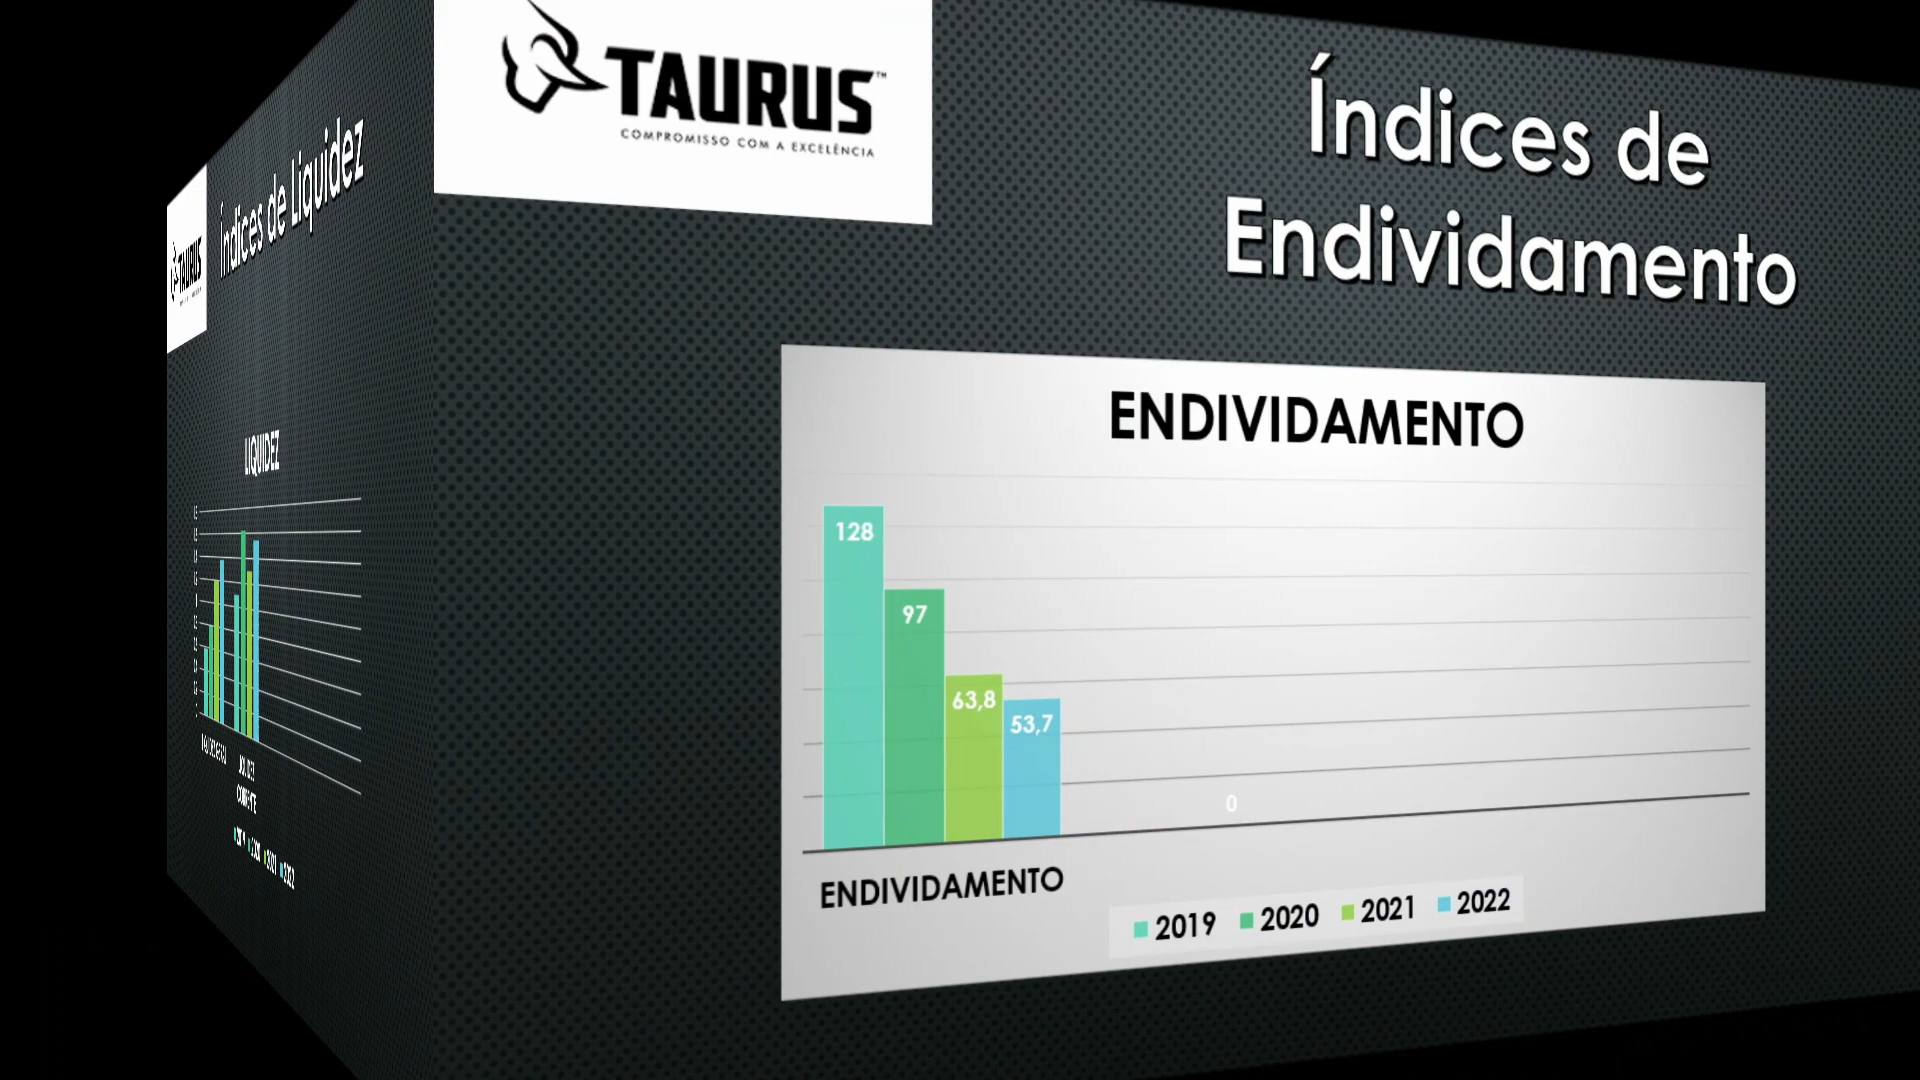 TAURUS
Índices de Liquidez
LIQUIDEZ
TAURUS™
COMPROMISSO COM A EXCELÊNCIA
Índices de
Endividamento
ENDIVIDAMENTO
128
97
63,8
53,7
0
ENDIVIDAMENTO
2019 2020 2021 2022